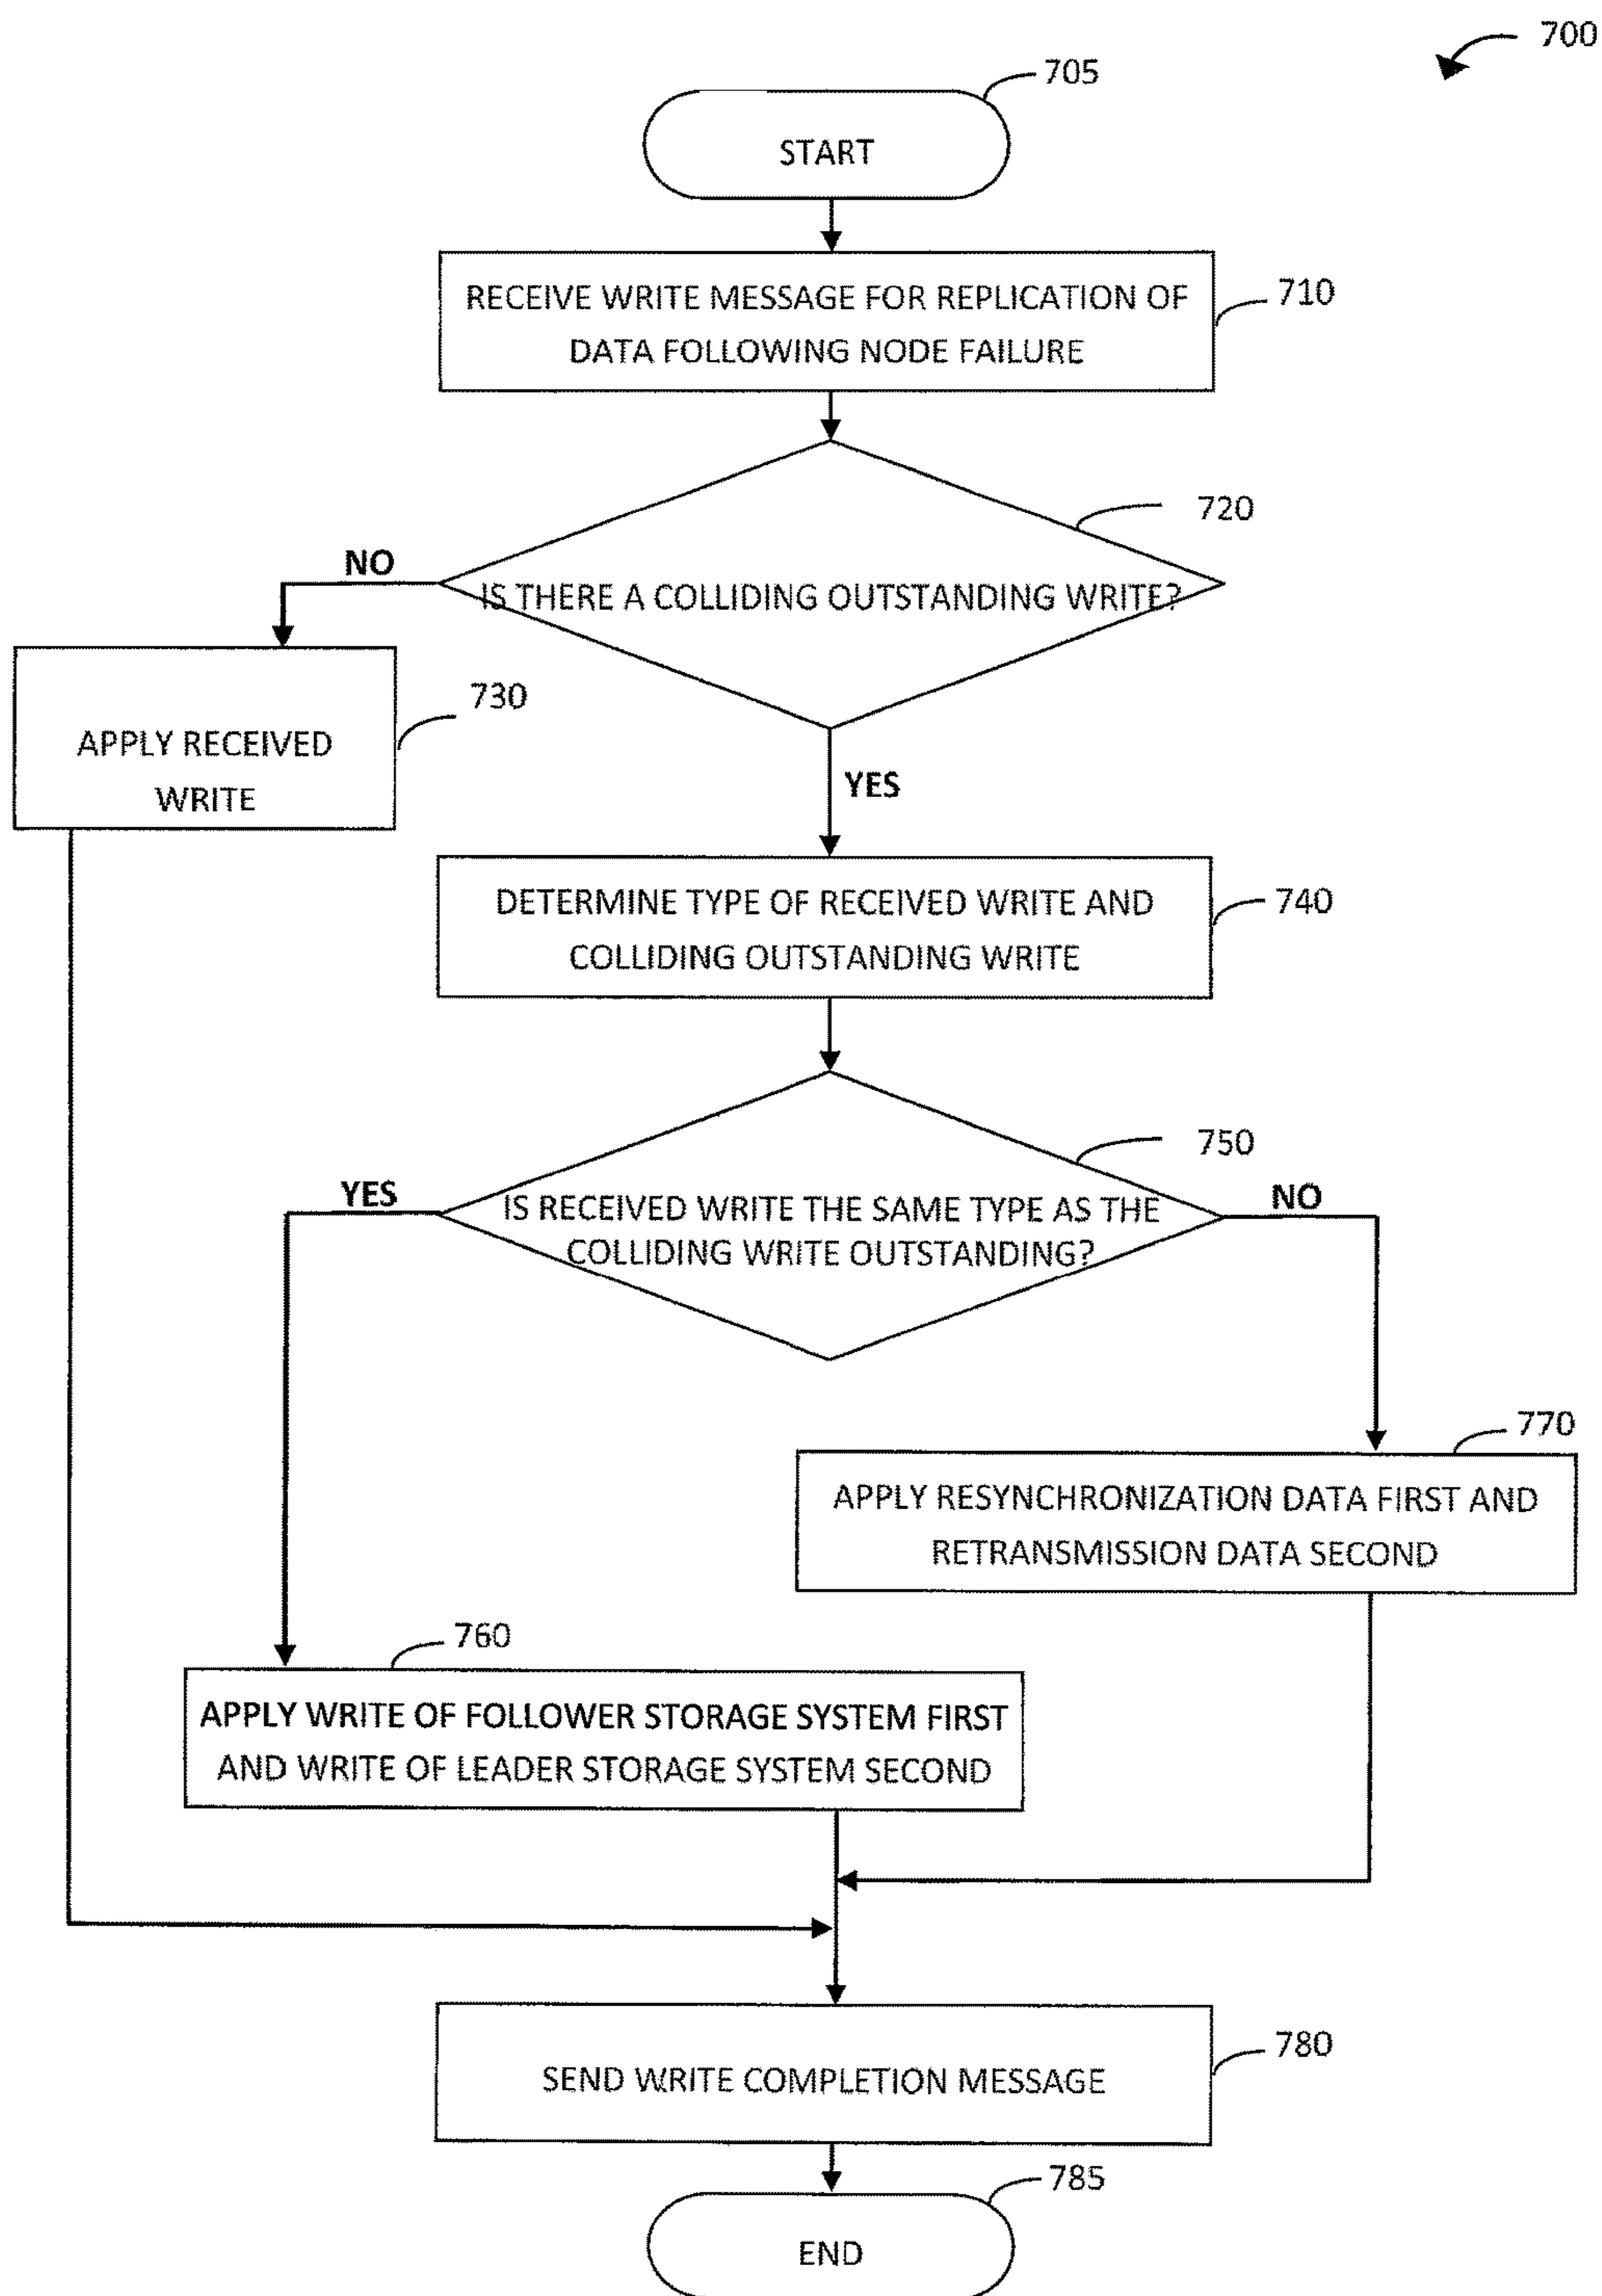 700
705
START
RECEIVE WRITE MESSAGE FOR REPLICATION OF
DATA FOLLOWING NODE FAILURE
710
720
NO
IS THERE A COLLIDING OUTSTANDING WRITE?
730
APPLY RECEIVED
WRITE
YES
DETERMINE TYPE OF RECEIVED WRITE AND
COLLIDING OUTSTANDING WRITE
740
750
YES
IS RECEIVED WRITE THE SAME TYPE AS THE
COLLIDING WRITE OUTSTANDING?
NO
770
APPLY RESYNCHRONIZATION DATA FIRST AND
RETRANSMISSION DATA SECOND
760
APPLY WRITE OF FOLLOWER STORAGE SYSTEM FIRST
AND WRITE OF LEADER STORAGE SYSTEM SECOND
780
SEND WRITE COMPLETION MESSAGE
785
END